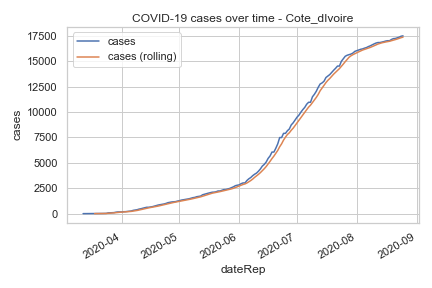 COVID-19 cases over time - Cote_dIvoire
cases
cases (rolling)
17500
15000
12500
10000
7500
5000
2500
0
cases
2020-04
2020-05
2020-06
2020-07
2020-08
2020-09
dateRep